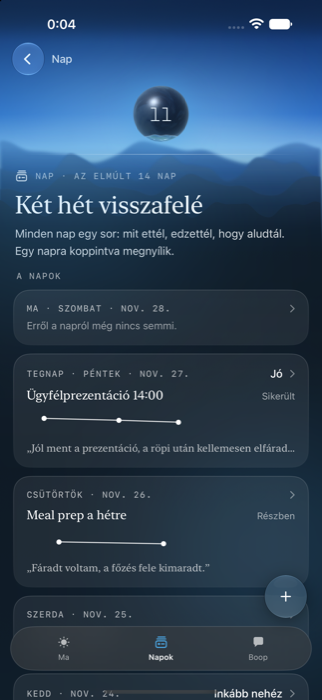 0:04
Nap
11
NAP · AZ ELMÚLT 14 NAP
Két hét visszafelé
Minden nap egy sor: mit ettél, edzettél, hogy aludtál.
Egy napra koppintva megnyílik.
A NAPOK
MA · SZOMBAT · NOV. 28.
Erről a napról még nincs semmi.
TEGNAP · PÉNTEK · NOV. 27.
Jó
Ügyfélprezentáció 14:00
Sikerült
„Jól ment a prezentáció, a röpi után kellemesen elfárad...
CSÜTÖRTÖK · NOV. 26.
Meal prep a hétre
Részben
„Fáradt voltam, a főzés fele kimaradt.”
SZERDA · NOV. 25.
+
Ma
Napok
Boop
KEDD · NOV. 24.
Inkább nehéz